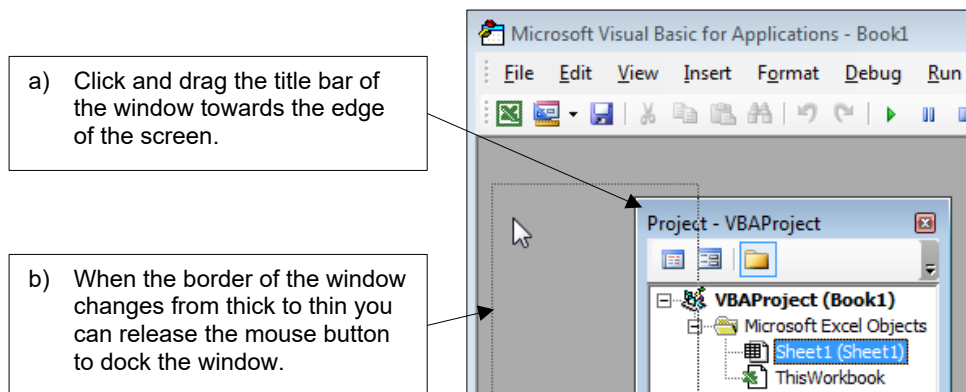 a) Click and drag the title bar of
the window towards the edge
of the screen.
b) When the border of the window
changes from thick to thin you
can release the mouse button
to dock the window.
Microsoft Visual Basic for Applications - Book1
File Edit View Insert Format Debug Run
Project - VBAProject
VBAProject (Book1)
Microsoft Excel Objects
Sheet1 (Sheet1)
ThisWorkbook